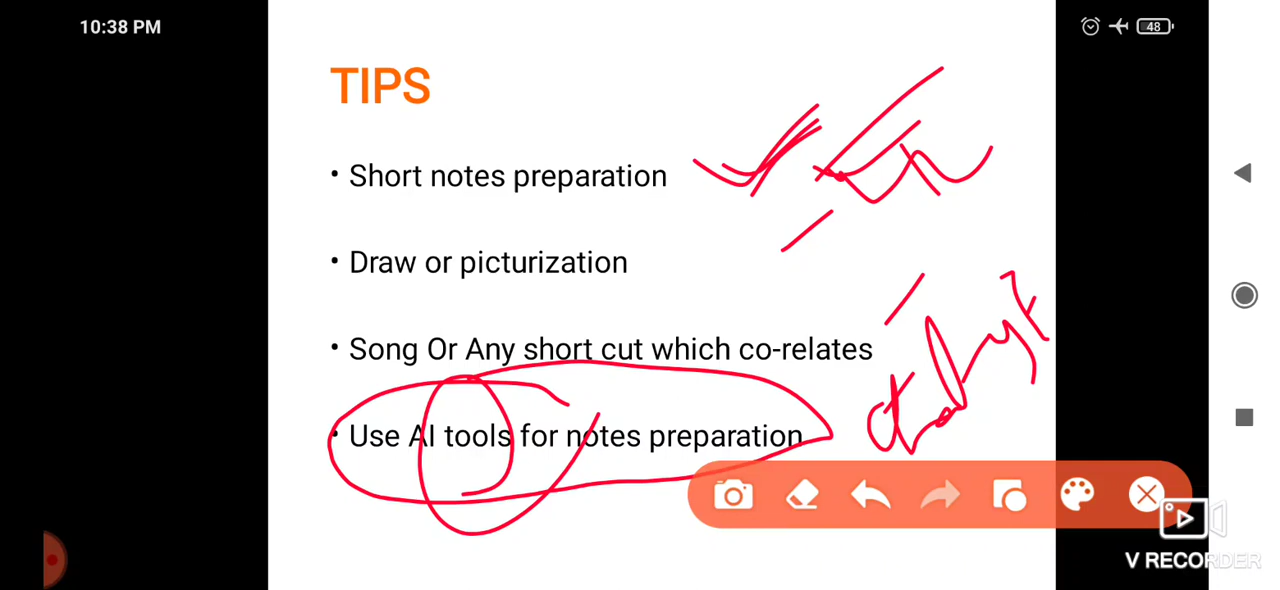 10:38 PM
48
TIPS
• Short notes preparation
• Draw or picturization
• Song Or Any short cut which co-relates
• Use AI tools for notes preparation
V RECORDER